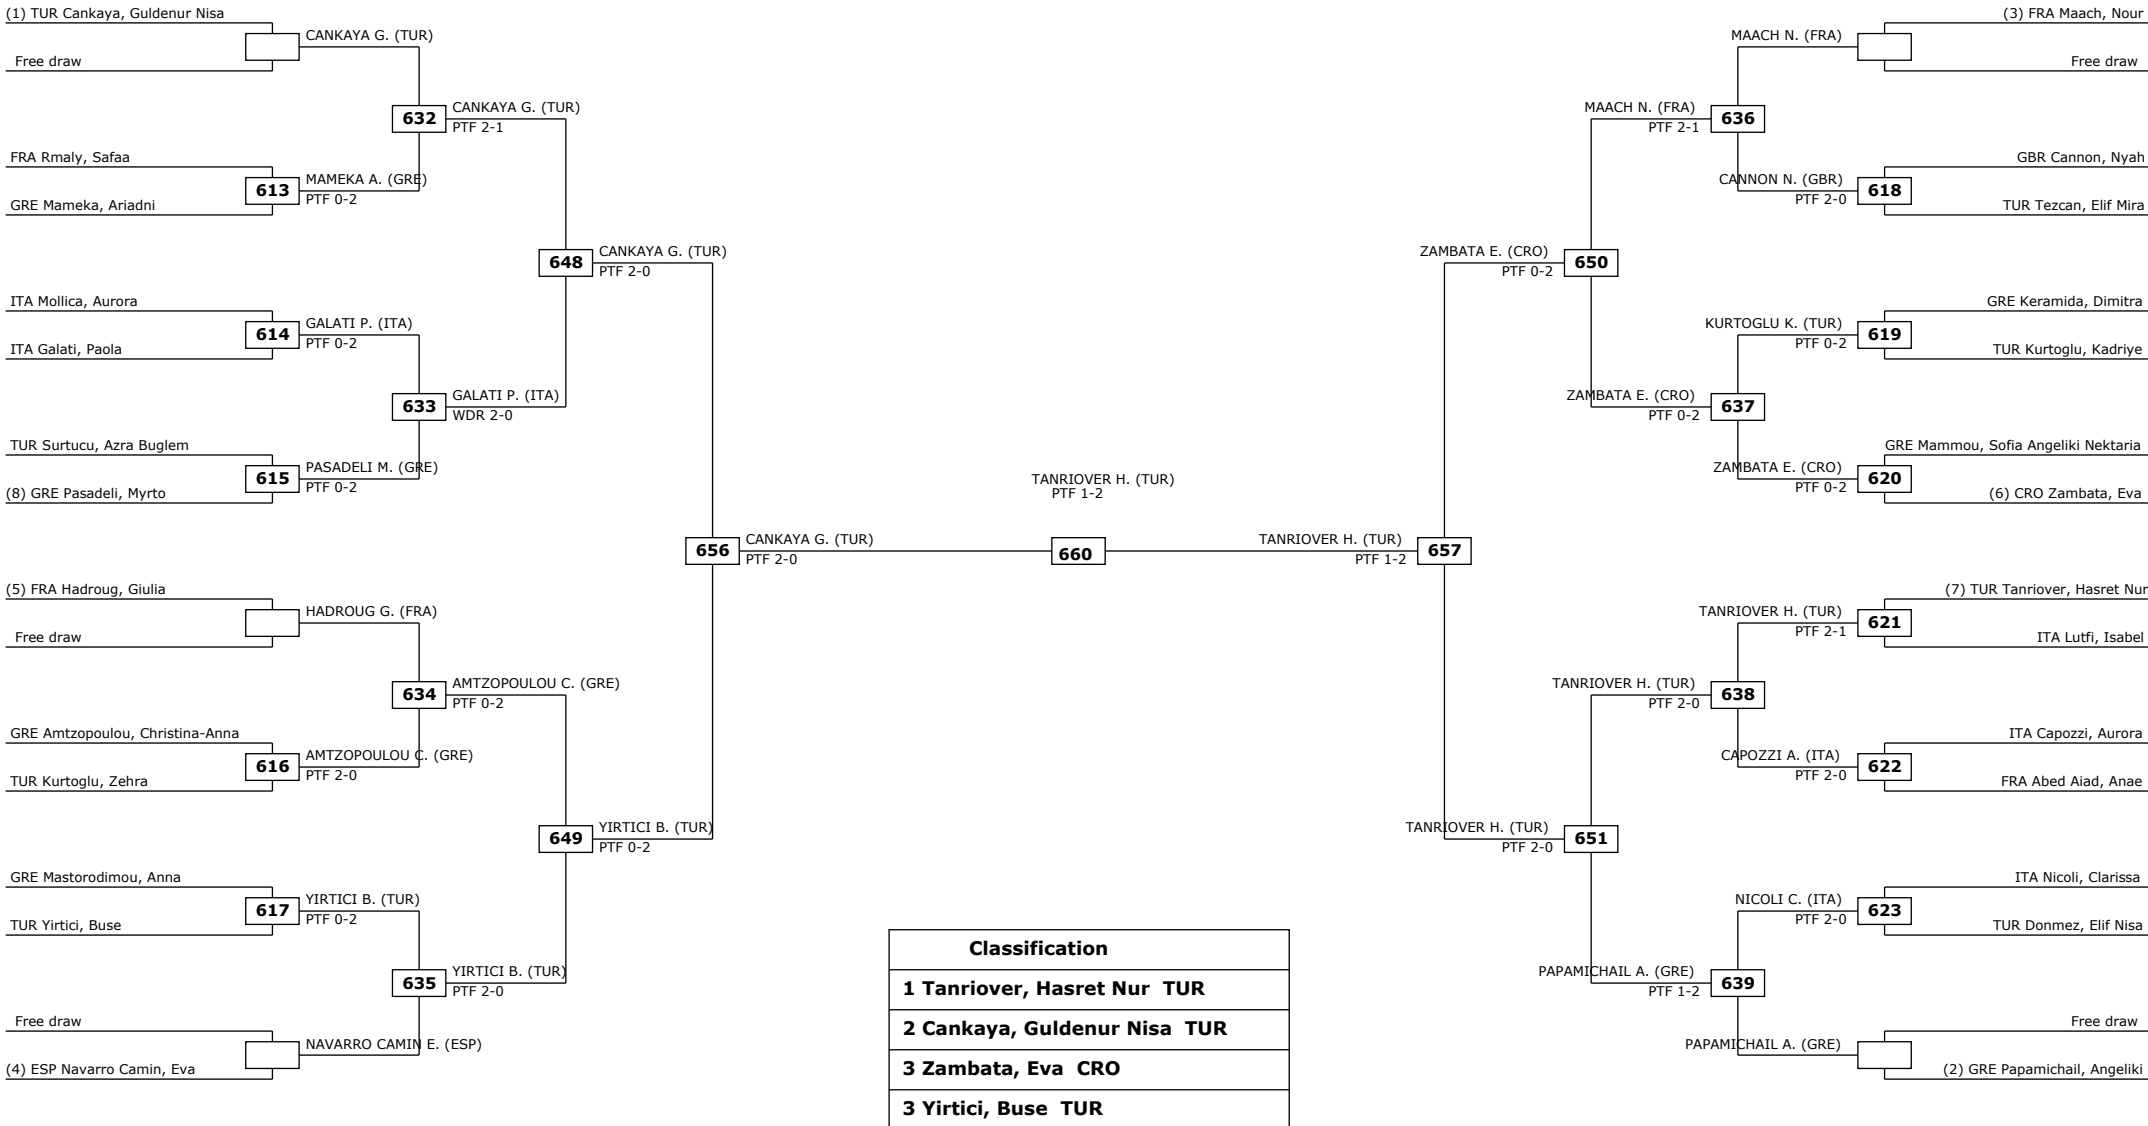 (1) TUR Cankaya, Guldenur Nisa
CANKAYA G. (TUR)
Free draw
632
CANKAYA G. (TUR)
PTF 2-1
FRA Rmaly, Safaa
613
MAMEKA A. (GRE)
PTF 0-2
GRE Mameka, Ariadni
648
CANKAYA G. (TUR)
PTF 2-0
ITA Mollica, Aurora
614
GALATI P. (ITA)
PTF 0-2
ITA Galati, Paola
633
GALATI P. (ITA)
WDR 2-0
TUR Surtucu, Azra Buglem
615
PASADELI M. (GRE)
PTF 0-2
(8) GRE Pasadeli, Myrto
656
CANKAYA G. (TUR)
PTF 2-0
(5) FRA Hadroug, Giulia
HADROUG G. (FRA)
Free draw
634
AMTZOPOULOU C. (GRE)
PTF 0-2
GRE Amtzopoulou, Christina-Anna
616
AMTZOPOULOU C. (GRE)
PTF 2-0
TUR Kurtoglu, Zehra
649
YIRTICI B. (TUR)
PTF 0-2
GRE Mastorodimou, Anna
617
YIRTICI B. (TUR)
PTF 0-2
TUR Yirtici, Buse
635
YIRTICI B. (TUR)
PTF 2-0
Free draw
NAVARRO CAMIN E. (ESP)
(4) ESP Navarro Camin, Eva
TANRIOVER H. (TUR)
PTF 1-2
660
(3) FRA Maach, Nour
MAACH N. (FRA)
Free draw
MAACH N. (FRA)
PTF 2-1
636
GBR Cannon, Nyah
CANNON N. (GBR)
PTF 2-0
618
TUR Tezcan, Elif Mira
ZAMBATA E. (CRO)
PTF 0-2
650
GRE Keramida, Dimitra
KURTOGLU K. (TUR)
PTF 0-2
619
TUR Kurtoglu, Kadriye
ZAMBATA E. (CRO)
PTF 0-2
637
GRE Mammou, Sofia Angeliki Nektaria
ZAMBATA E. (CRO)
PTF 0-2
620
(6) CRO Zambata, Eva
TANRIOVER H. (TUR)
PTF 1-2
657
(7) TUR Tanriover, Hasret Nur
TANRIOVER H. (TUR)
PTF 2-1
621
ITA Lutfi, Isabel
TANRIOVER H. (TUR)
PTF 2-0
638
ITA Capozzi, Aurora
CAPOZZI A. (ITA)
PTF 2-0
622
FRA Abed Aiad, Anae
TANRIOVER H. (TUR)
PTF 2-0
651
ITA Nicoli, Clarissa
NICOLI C. (ITA)
PTF 2-0
623
TUR Donmez, Elif Nisa
PAPAMICHAIL A. (GRE)
PTF 1-2
639
Free draw
PAPAMICHAIL A. (GRE)
(2) GRE Papamichail, Angeliki
Classification
1 Tanriover, Hasret Nur TUR
2 Cankaya, Guldenur Nisa TUR
3 Zambata, Eva CRO
3 Yirtici, Buse TUR